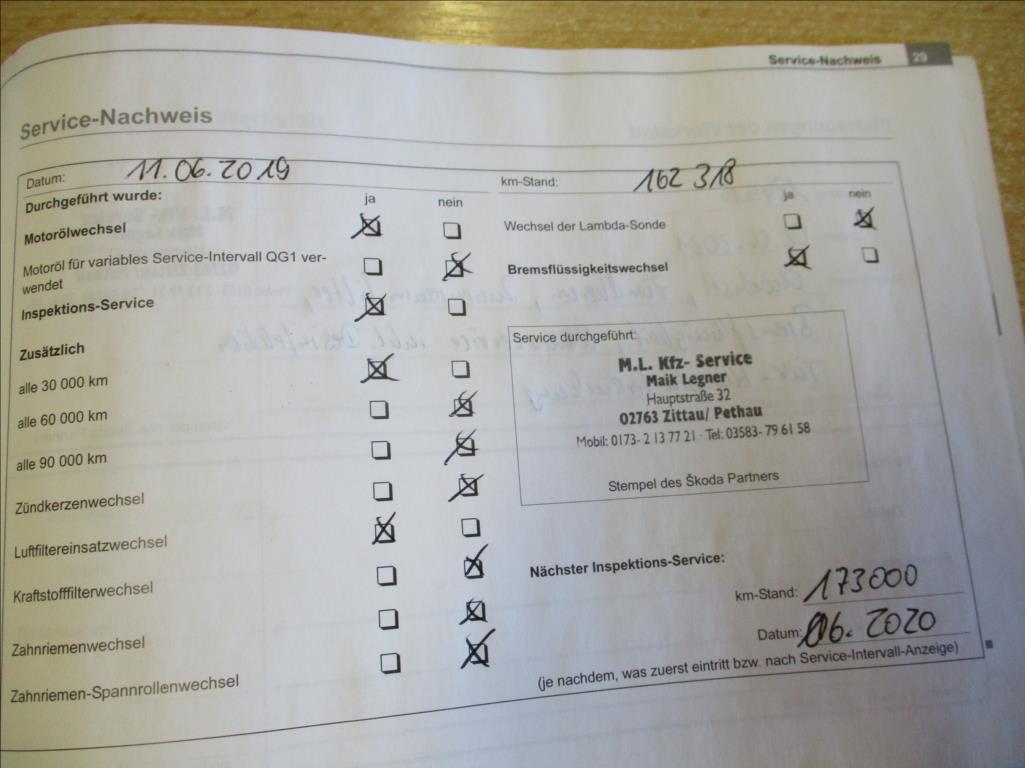 Service-Nachweis 29
Service-Nachweis
Datum: 11.06.2019
km-Stand: 162 318
Durchgeführt wurde: ja nein
Motorölwechsel
Motoröl für variables Service-Intervall QG1 ver-
wendet
Inspektions-Service
Zusätzlich
alle 30 000 km
alle 60 000 km
alle 90 000 km
Zündkerzenwechsel
Luftfiltereinsatzwechsel
Kraftstofffilterwechsel
Zahnriemenwechsel
Zahnriemen-Spannrollenwechsel
ja nein
Wechsel der Lambda-Sonde
Bremsflüssigkeitswechsel
Service durchgeführt:
M.L. Kfz- Service
Maik Legner
Hauptstraße 32
02763 Zittau/ Pethau
Mobil: 0173- 2 13 77 21 · Tel: 03583- 79 61 58
Stempel des Škoda Partners
Nächster Inspektions-Service:
km-Stand: 173000
Datum: 06. 2020
(je nachdem, was zuerst eintritt bzw. nach Service-Intervall-Anzeige)